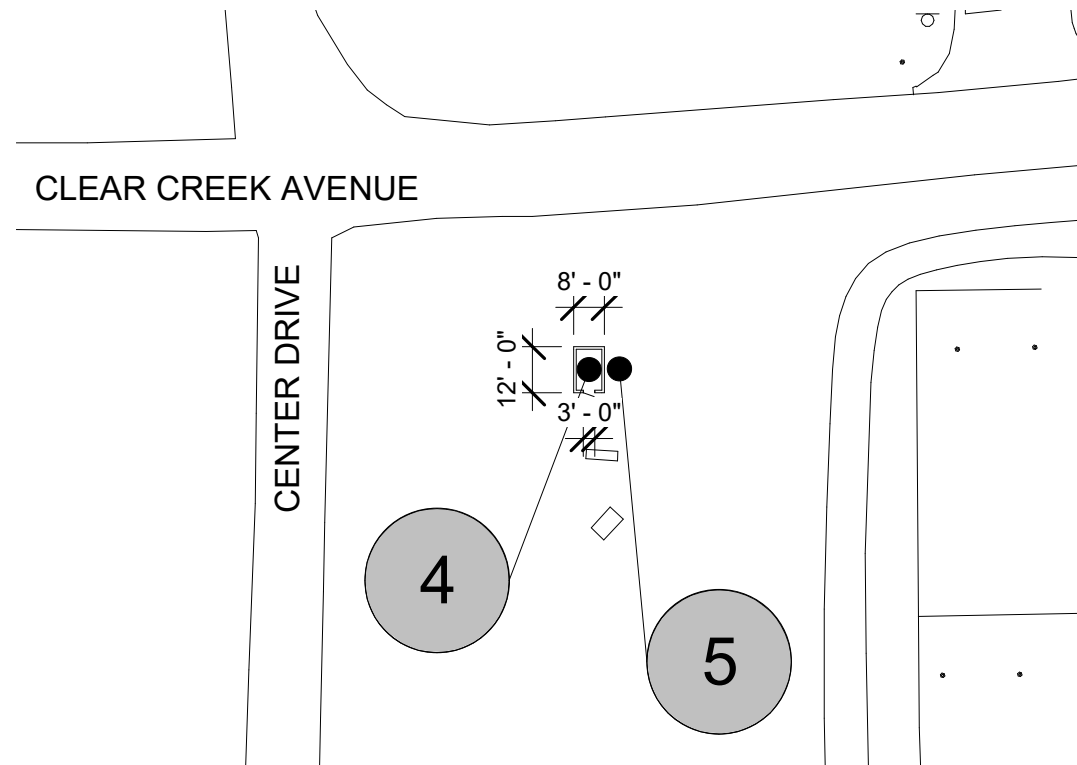 CLEAR CREEK AVENUE
CENTER DRIVE
8' - 0"
12' - 0"
3' - 0"
4
5